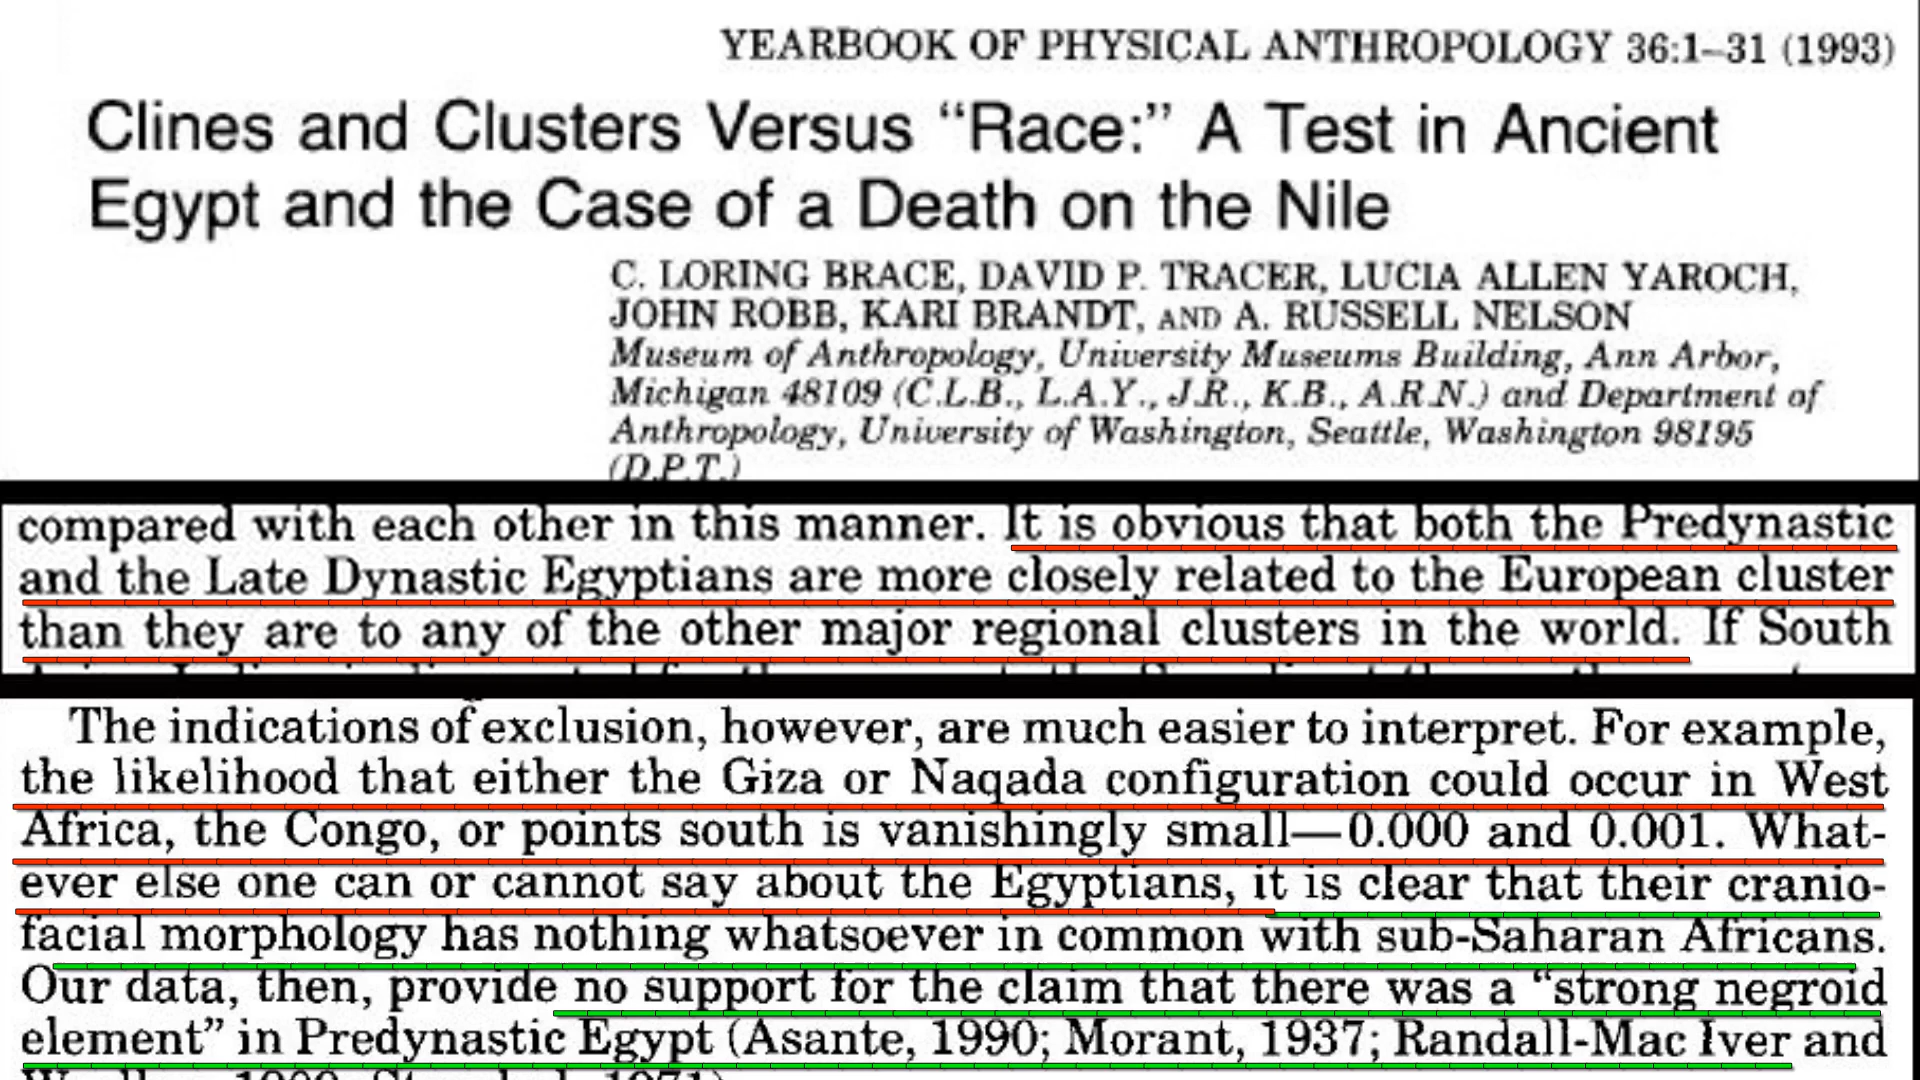 YEARBOOK OF PHYSICAL ANTHROPOLOGY 36:1–31 (1993)
Clines and Clusters Versus “Race:” A Test in Ancient
Egypt and the Case of a Death on the Nile
C. LORING BRACE, DAVID P. TRACER, LUCIA ALLEN YAROCH,
JOHN ROBB, KARI BRANDT, AND A. RUSSELL NELSON
Museum of Anthropology, University Museums Building, Ann Arbor,
Michigan 48109 (C.L.B., L.A.Y., J.R., K.B., A.R.N.) and Department of
Anthropology, University of Washington, Seattle, Washington 98195
(D.P.T.)
compared with each other in this manner. It is obvious that both the Predynastic
and the Late Dynastic Egyptians are more closely related to the European cluster
than they are to any of the other major regional clusters in the world. If South
The indications of exclusion, however, are much easier to interpret. For example,
the likelihood that either the Giza or Naqada configuration could occur in West
Africa, the Congo, or points south is vanishingly small—0.000 and 0.001. What-
ever else one can or cannot say about the Egyptians, it is clear that their cranio-
facial morphology has nothing whatsoever in common with sub-Saharan Africans.
Our data, then, provide no support for the claim that there was a “strong negroid
element” in Predynastic Egypt (Asante, 1990; Morant, 1937; Randall-Mac Iver and